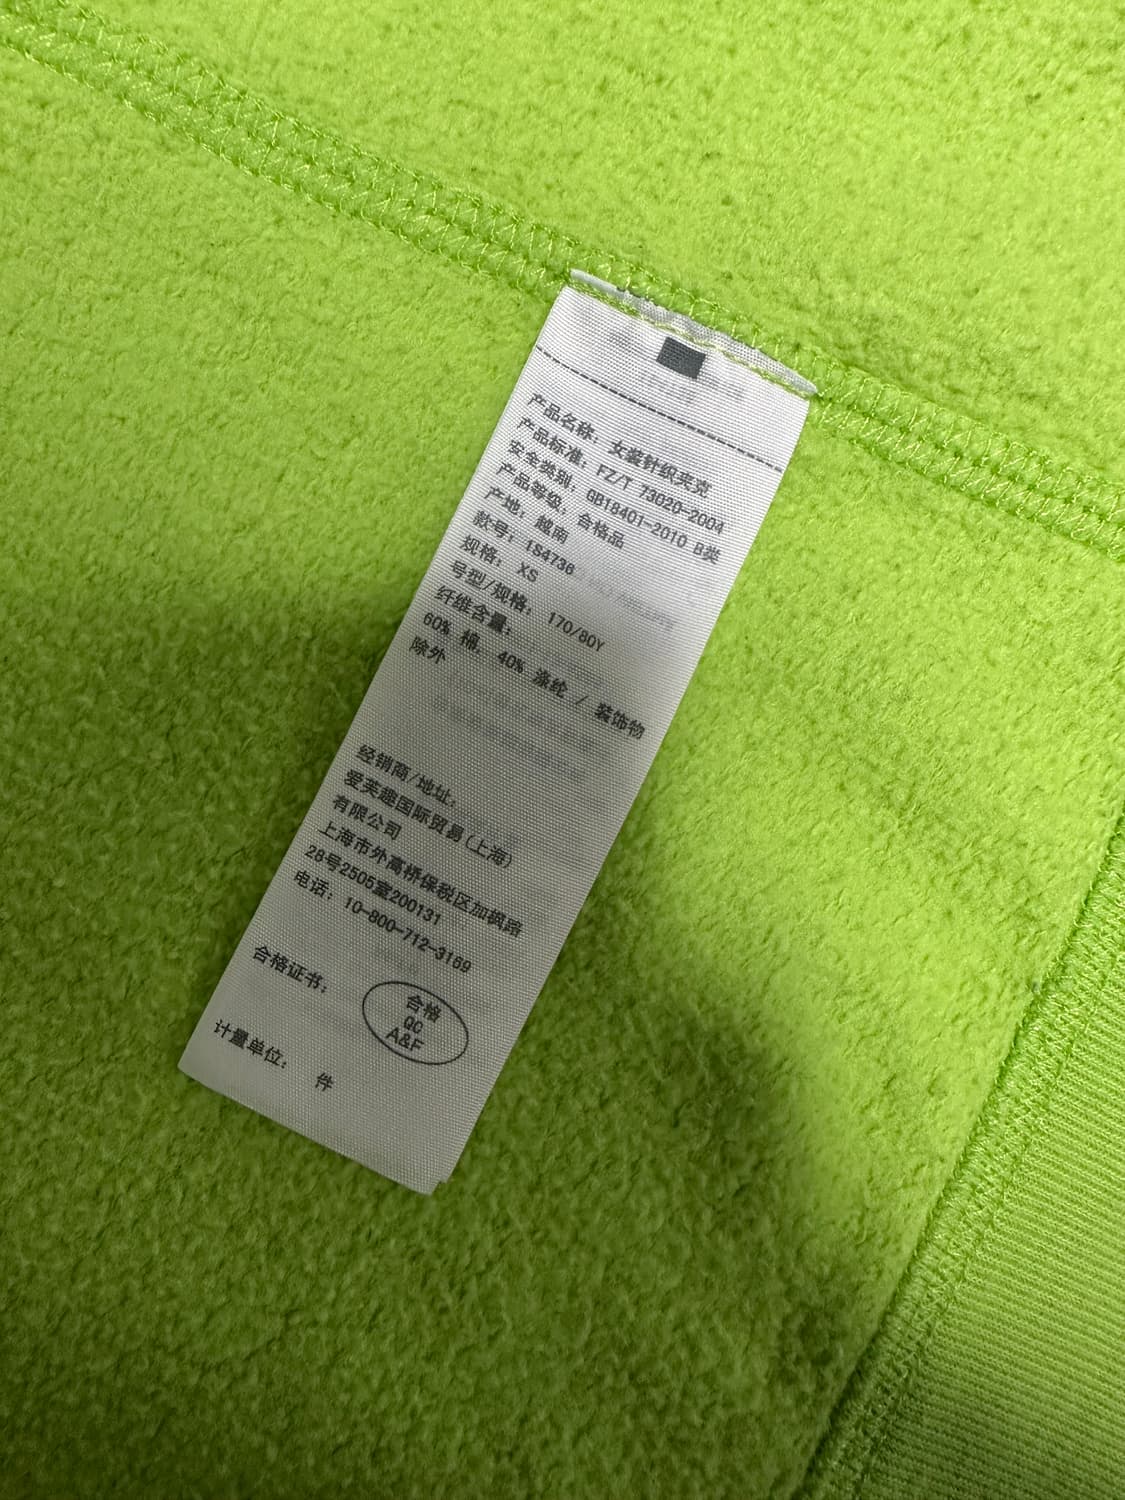 产品名称：女装针织夹克
产品标准：FZ/T 73020-2004
安全类别：GB18401-2010 B类
产品等级：合格品
产地：越南
款号：1S4736
规格：XS
号型/规格：170/80Y
纤维含量：
60% 棉，40% 涤纶 / 装饰物
除外
经销商/地址：
爱芙趣国际贸易(上海)
有限公司
上海市外高桥保税区加枫路
28号2505室200131
电话：10-800-712-3169
合格证书：
合格
QC
A&F
计量单位： 件